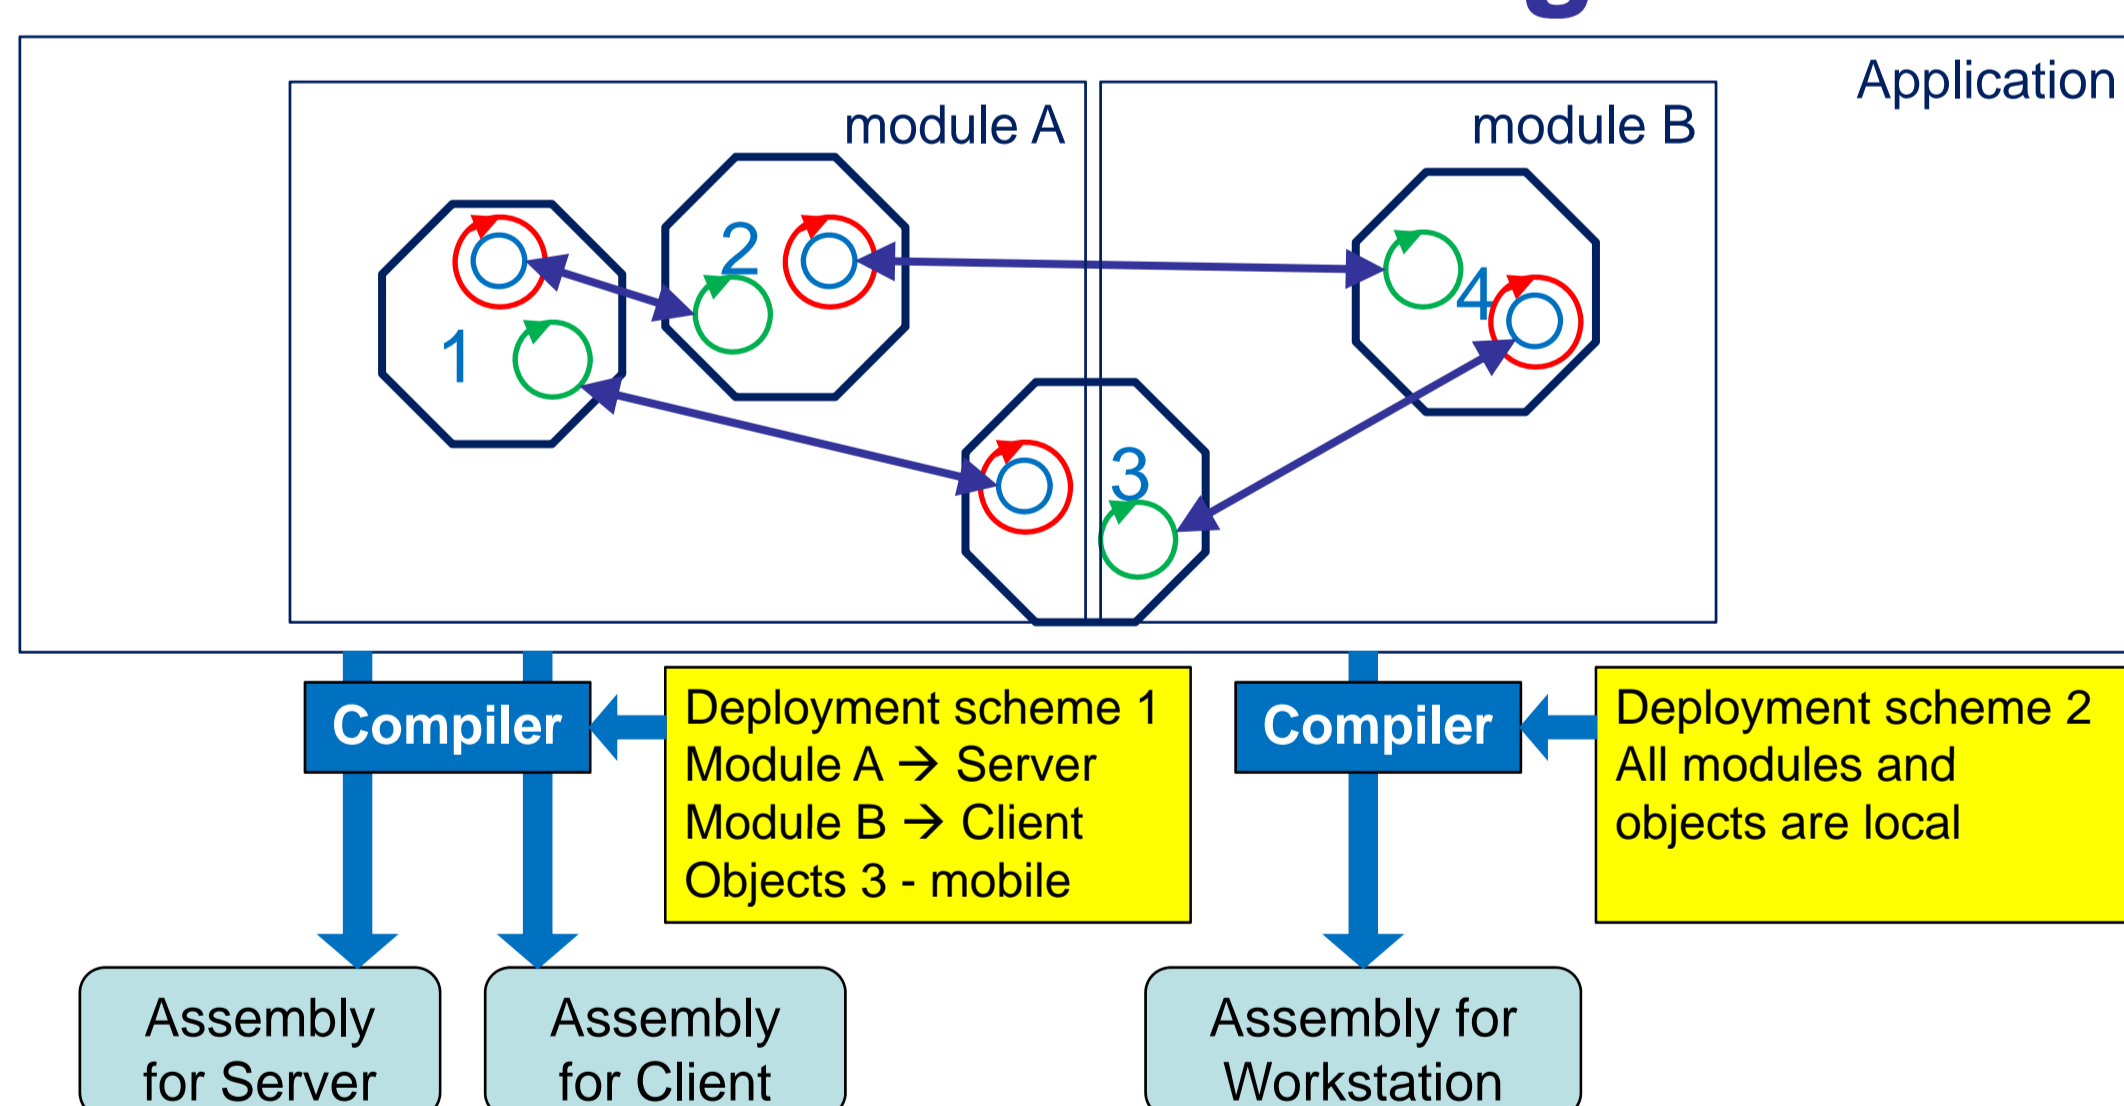 Application
module A
module B
1
2
3
4
Compiler
Deployment scheme 1
Module A → Server
Module B → Client
Objects 3 - mobile
Compiler
Deployment scheme 2
All modules and
objects are local
Assembly
for Server
Assembly
for Client
Assembly for
Workstation